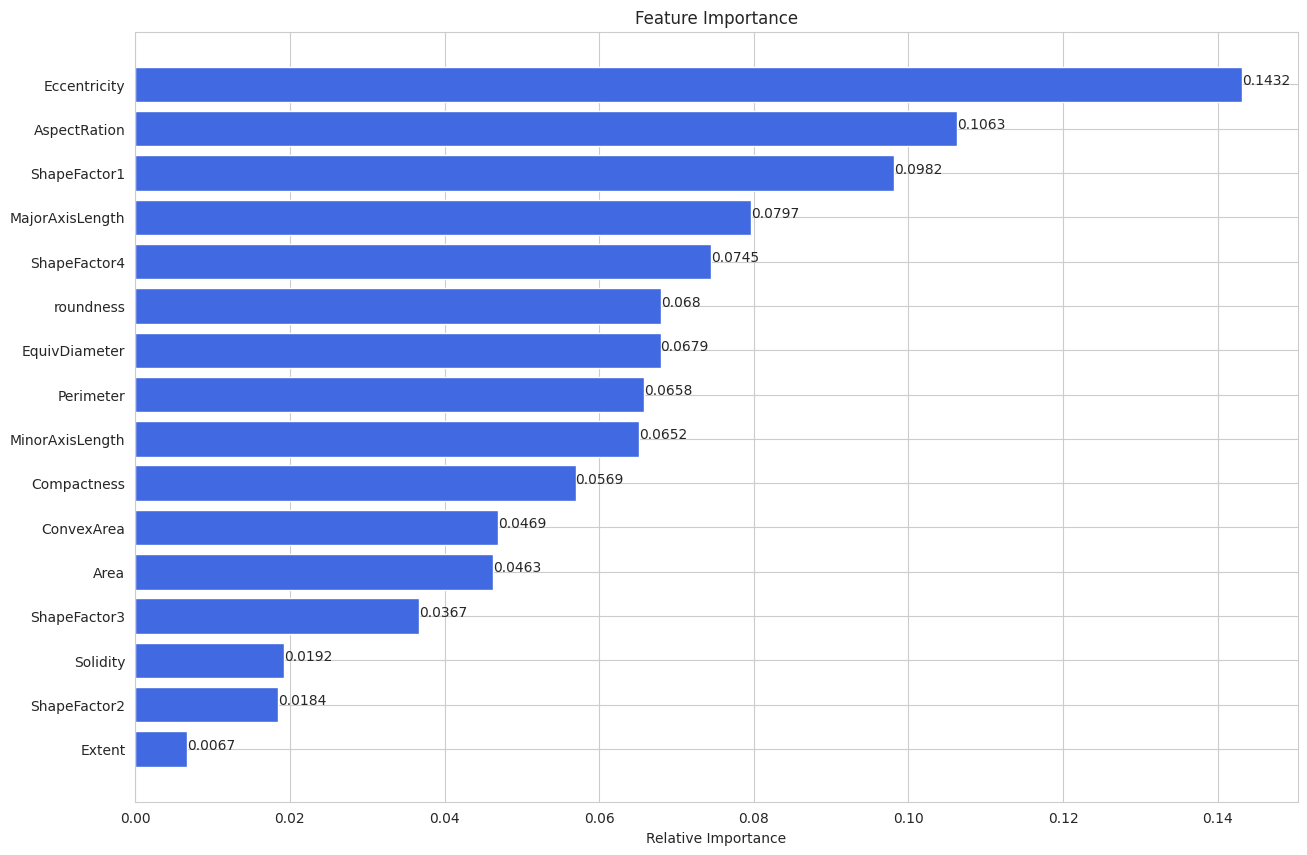 Feature Importance
Eccentricity 0.1432
AspectRation 0.1063
ShapeFactor1 0.0982
MajorAxisLength 0.0797
ShapeFactor4 0.0745
roundness 0.068
EquivDiameter 0.0679
Perimeter 0.0658
MinorAxisLength 0.0652
Compactness 0.0569
ConvexArea 0.0469
Area 0.0463
ShapeFactor3 0.0367
Solidity 0.0192
ShapeFactor2 0.0184
Extent 0.0067
0.00 0.02 0.04 0.06 0.08 0.10 0.12 0.14
Relative Importance